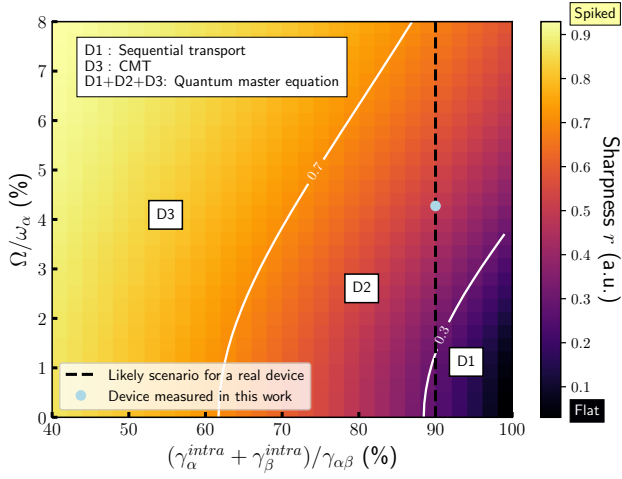 Spiked
D1 : Sequential transport
D3 : CMT
D1+D2+D3: Quantum master equation
0.7
D3
D2
0.3
D1
Likely scenario for a real device
Device measured in this work
8
7
6
5
4
3
2
1
0
Ω/ω_α (%)
40 50 60 70 80 90 100
(γ_α^{intra} + γ_β^{intra})/γ_{αβ} (%)
0.9
0.8
0.7
0.6
0.5
0.4
0.3
0.2
0.1
Flat
Sharpness r (a.u.)